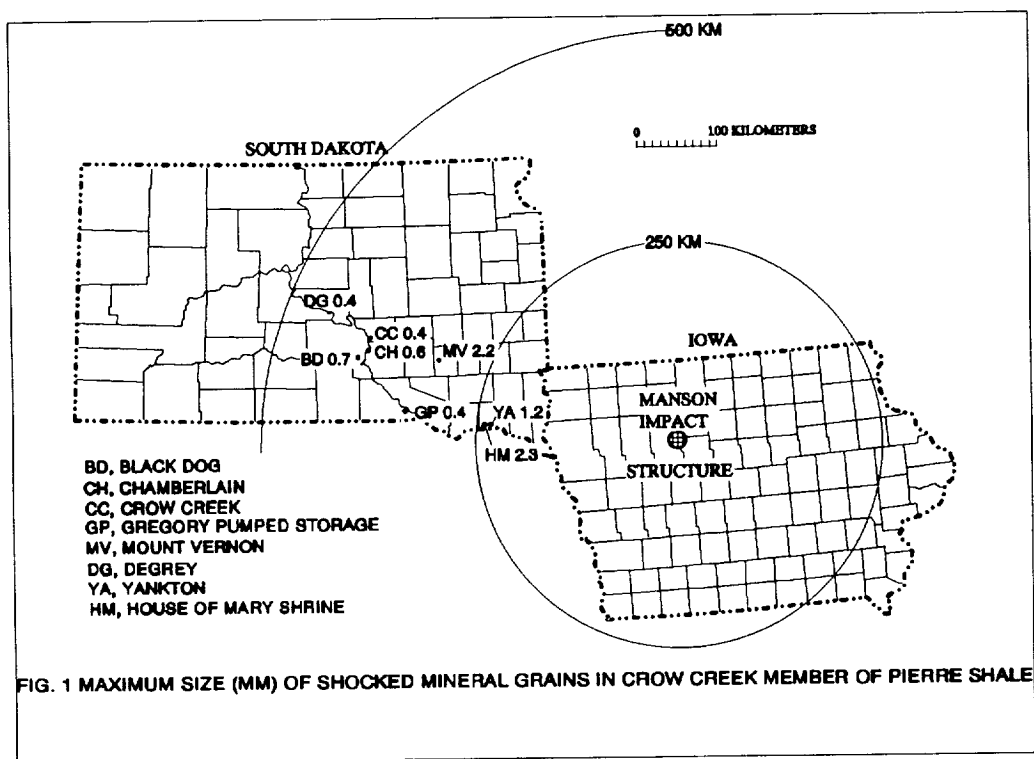 500 KM
0 100 KILOMETERS
SOUTH DAKOTA
250 KM
DG 0.4
CC 0.4
CH 0.6
MV 2.2
BD 0.7
IOWA
MANSON
IMPACT
STRUCTURE
GP 0.4
YA 1.2
HM 2.3
BD, BLACK DOG
CH, CHAMBERLAIN
CC, CROW CREEK
GP, GREGORY PUMPED STORAGE
MV, MOUNT VERNON
DG, DEGREY
YA, YANKTON
HM, HOUSE OF MARY SHRINE
FIG. 1 MAXIMUM SIZE (MM) OF SHOCKED MINERAL GRAINS IN CROW CREEK MEMBER OF PIERRE SHALE